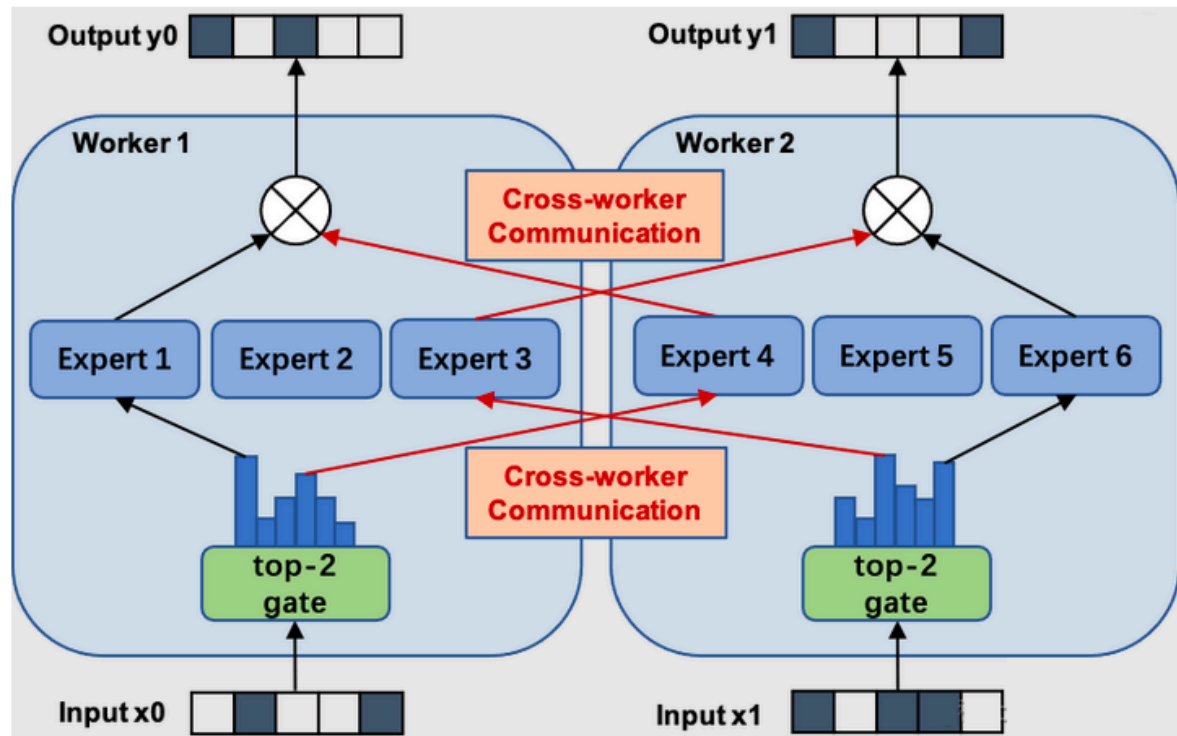 Output y0
Output y1
Worker 1
Worker 2
Cross-worker
Communication
Expert 1
Expert 2
Expert 3
Expert 4
Expert 5
Expert 6
Cross-worker
Communication
top-2
gate
top-2
gate
Input x0
Input x1